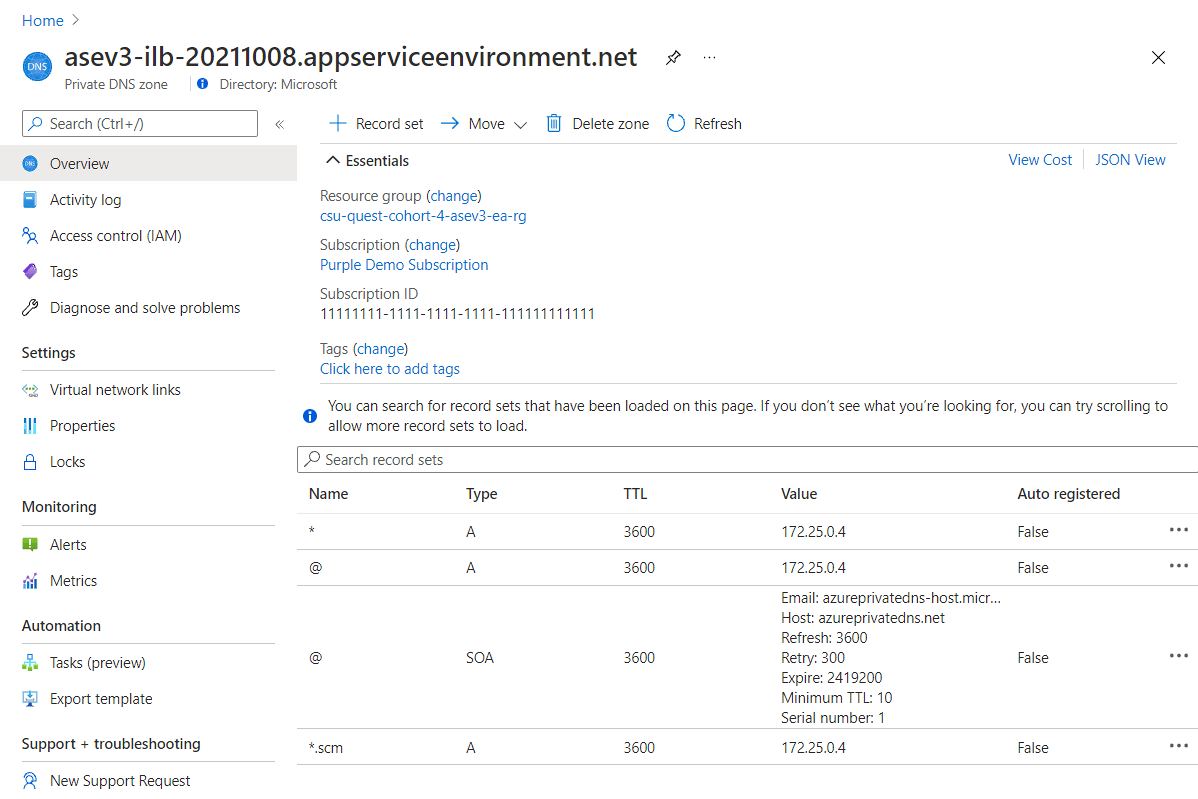 Home
DNS
asev3-ilb-20211008.appserviceenvironment.net
Private DNS zone
Directory: Microsoft
Search (Ctrl+/)
Record set
Move
Delete zone
Refresh
Overview
Activity log
Access control (IAM)
Tags
Diagnose and solve problems
Settings
Virtual network links
Properties
Locks
Monitoring
Alerts
Metrics
Automation
Tasks (preview)
Export template
Support + troubleshooting
New Support Request
Essentials
View Cost
JSON View
Resource group (change)
csu-quest-cohort-4-asev3-ea-rg
Subscription (change)
Purple Demo Subscription
Subscription ID
11111111-1111-1111-1111-111111111111
Tags (change)
Click here to add tags
You can search for record sets that have been loaded on this page. If you don't see what you're looking for, you can try scrolling to
allow more record sets to load.
Search record sets
Name Type TTL Value Auto registered
* A 3600 172.25.0.4 False
@ A 3600 172.25.0.4 False
Email: azureprivatedns-host.micr...
Host: azureprivatedns.net
Refresh: 3600
@ SOA 3600 Retry: 300 False
Expire: 2419200
Minimum TTL: 10
Serial number: 1
*.scm A 3600 172.25.0.4 False